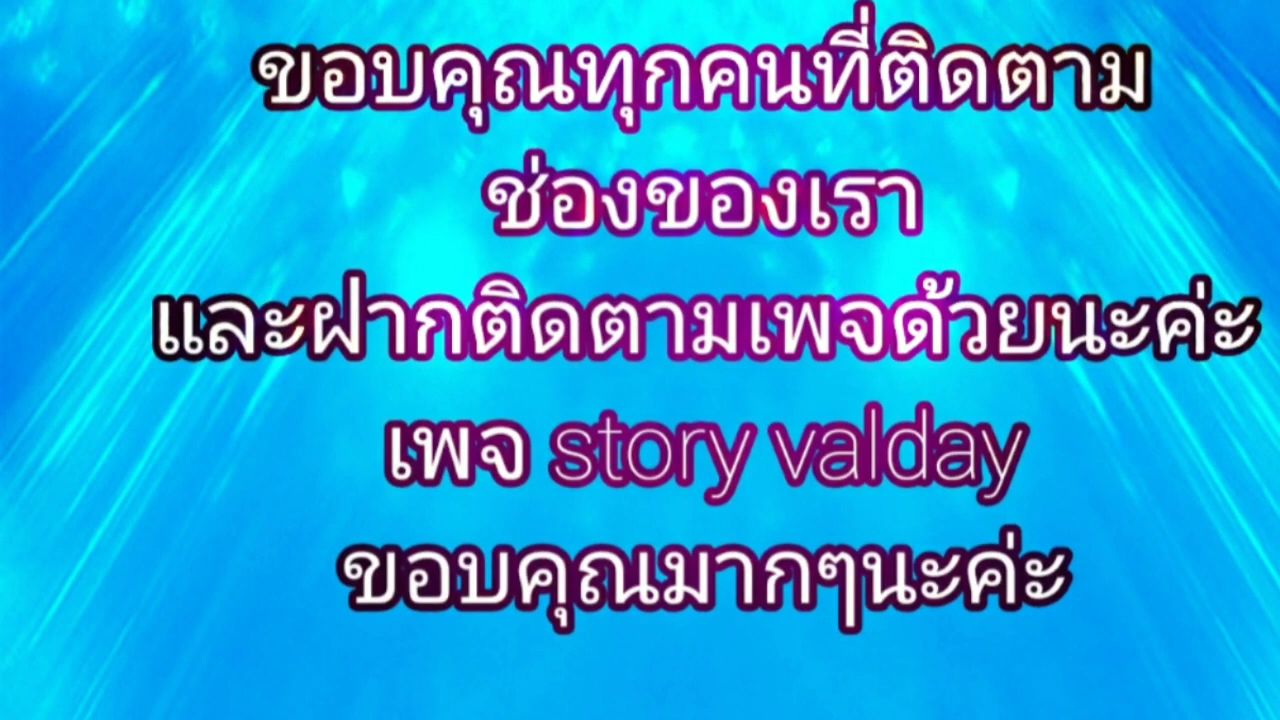 ขอบคุณทุกคนที่ติดตาม
ช่องของเรา
และฝากติดตามเพจด้วยนะค่ะ
เพจ story valday
ขอบคุณมากๆนะค่ะ